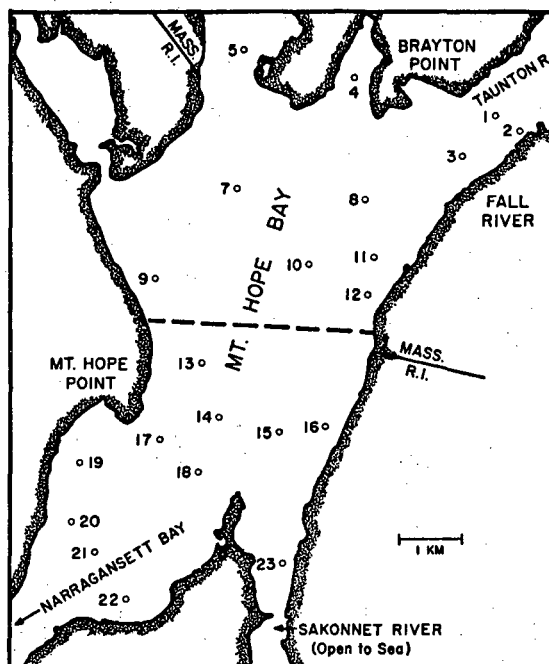 MASS.
R.I.
5
BRAYTON
POINT
4
TAUNTON R.
1
2
3
7
8
FALL
RIVER
MT. HOPE BAY
10
11
9
12
MASS.
R.I.
13
MT. HOPE
POINT
14
15
16
17
18
19
20
21
22
23
1 KM
NARRAGANSETT BAY
SAKONNET RIVER
(Open to Sea)